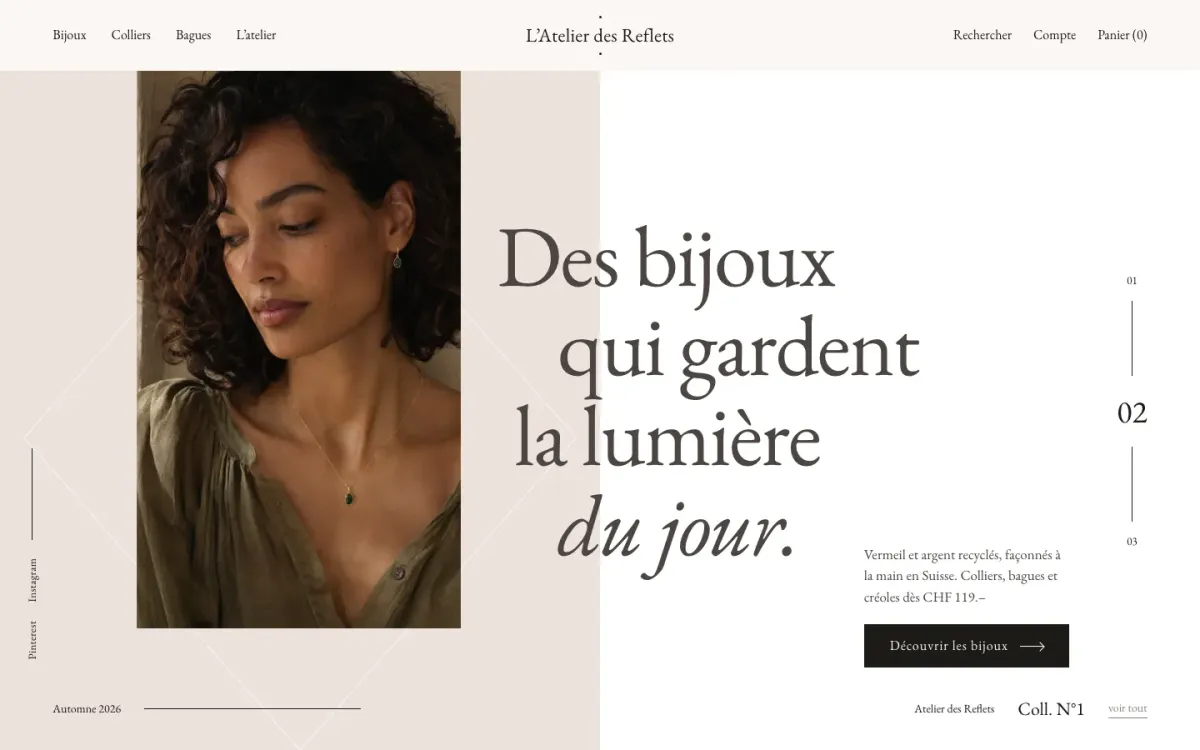 Bijoux
Colliers
Bagues
L’atelier
L’Atelier des Reflets
Rechercher
Compte
Panier (0)
Des bijoux
qui gardent
la lumière
du jour.
01
02
03
Vermeil et argent recyclés, façonnés à
la main en Suisse. Colliers, bagues et
créoles dès CHF 119.–
Découvrir les bijoux
Instagram
Pinterest
Automne 2026
Atelier des Reflets
Coll. N°1
voir tout